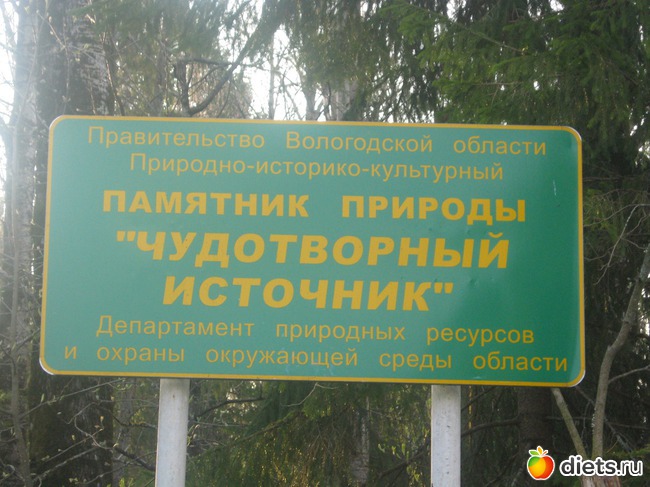 Правительство Вологодской области
Природно-историко-культурный
ПАМЯТНИК ПРИРОДЫ
"ЧУДОТВОРНЫЙ
ИСТОЧНИК"
Департамент природных ресурсов
и охраны окружающей среды области
diets.ru